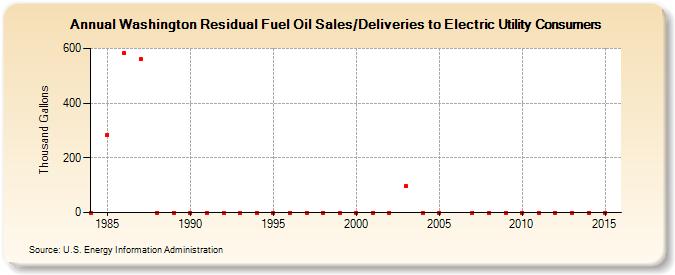 Annual Washington Residual Fuel Oil Sales/Deliveries to Electric Utility Consumers
Thousand Gallons
600
400
200
0
1985 1990 1995 2000 2005 2010 2015
Source: U.S. Energy Information Administration